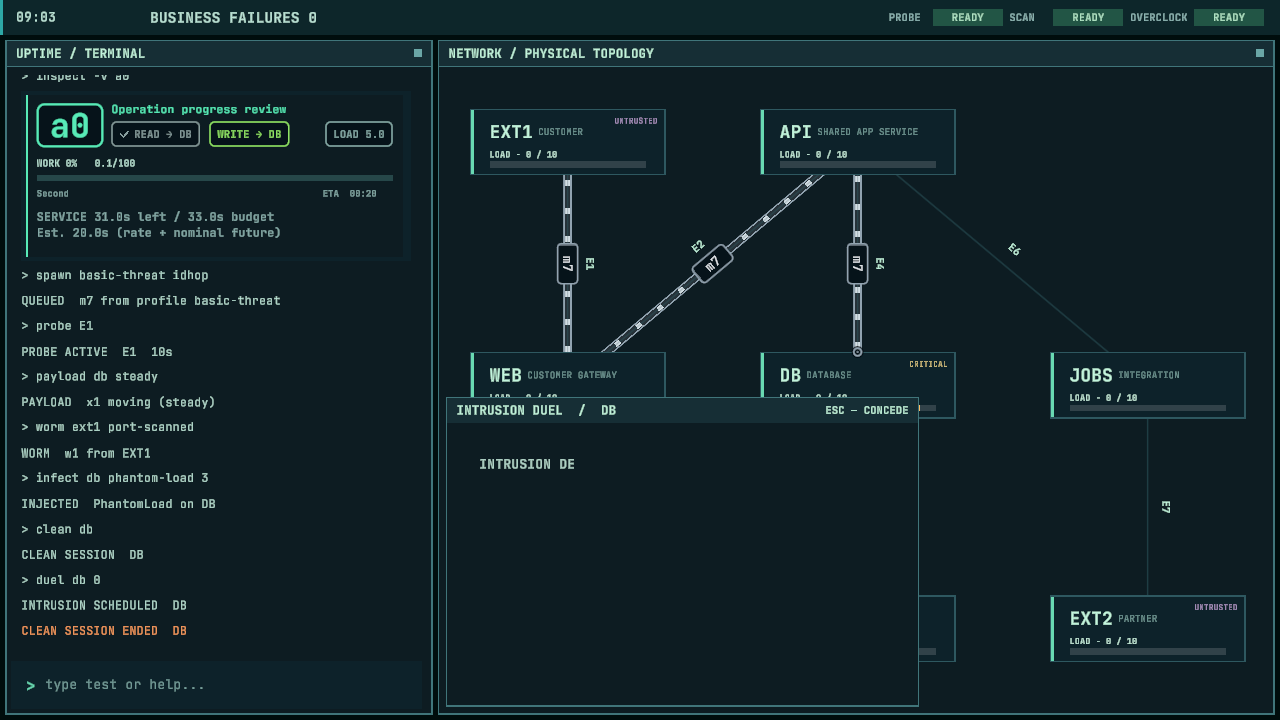 09:03 BUSINESS FAILURES 0 PROBE READY SCAN READY OVERCLOCK READY
UPTIME / TERMINAL
> inspect -v a0
a0 Operation progress review
✓ READ → DB WRITE → DB LOAD 5.0
WORK 0% 0.1/100
Second ETA 00:20
SERVICE 31.0s left / 33.0s budget
Est. 20.0s (rate + nominal future)
> spawn basic-threat idhop
QUEUED m7 from profile basic-threat
> probe E1
PROBE ACTIVE E1 10s
> payload db steady
PAYLOAD x1 moving (steady)
> worm ext1 port-scanned
WORM w1 from EXT1
> infect db phantom-load 3
INJECTED PhantomLoad on DB
> clean db
CLEAN SESSION DB
> duel db 0
INTRUSION SCHEDULED DB
CLEAN SESSION ENDED DB
> type test or help...
NETWORK / PHYSICAL TOPOLOGY
UNTRUSTED
EXT1 CUSTOMER
LOAD - 0 / 10
API SHARED APP SERVICE
LOAD - 0 / 10
m7 E1
E2 m7
m7 E4
E6
WEB CUSTOMER GATEWAY
LOAD - 0 / 10
CRITICAL
DB DATABASE
LOAD - 0 / 10
JOBS INTEGRATION
LOAD - 0 / 10
INTRUSION DUEL / DB ESC — CONCEDE
INTRUSION DE
E7
UNTRUSTED
EXT2 PARTNER
LOAD - 0 / 10